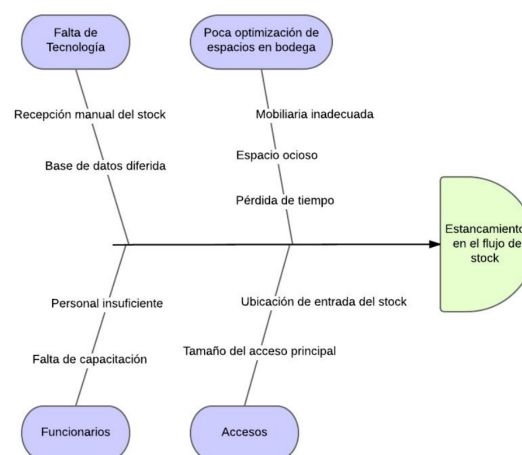 Falta de
Tecnología
Poca optimización de
espacios en bodega
Recepción manual del stock
Mobiliaria inadecuada
Base de datos diferida
Espacio ocioso
Pérdida de tiempo
Estancamiento
en el flujo de
stock
Personal insuficiente
Ubicación de entrada del stock
Falta de capacitación
Tamaño del acceso principal
Funcionarios
Accesos